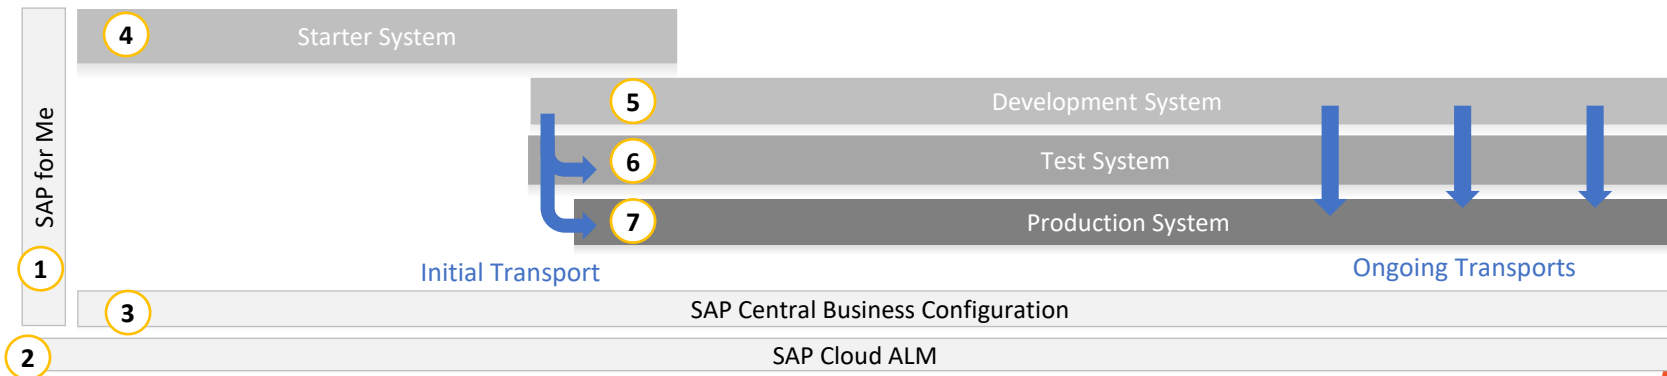 SAP for Me
1
4
Starter System
5
Development System
6
Test System
7
Production System
Initial Transport
Ongoing Transports
3
SAP Central Business Configuration
2
SAP Cloud ALM